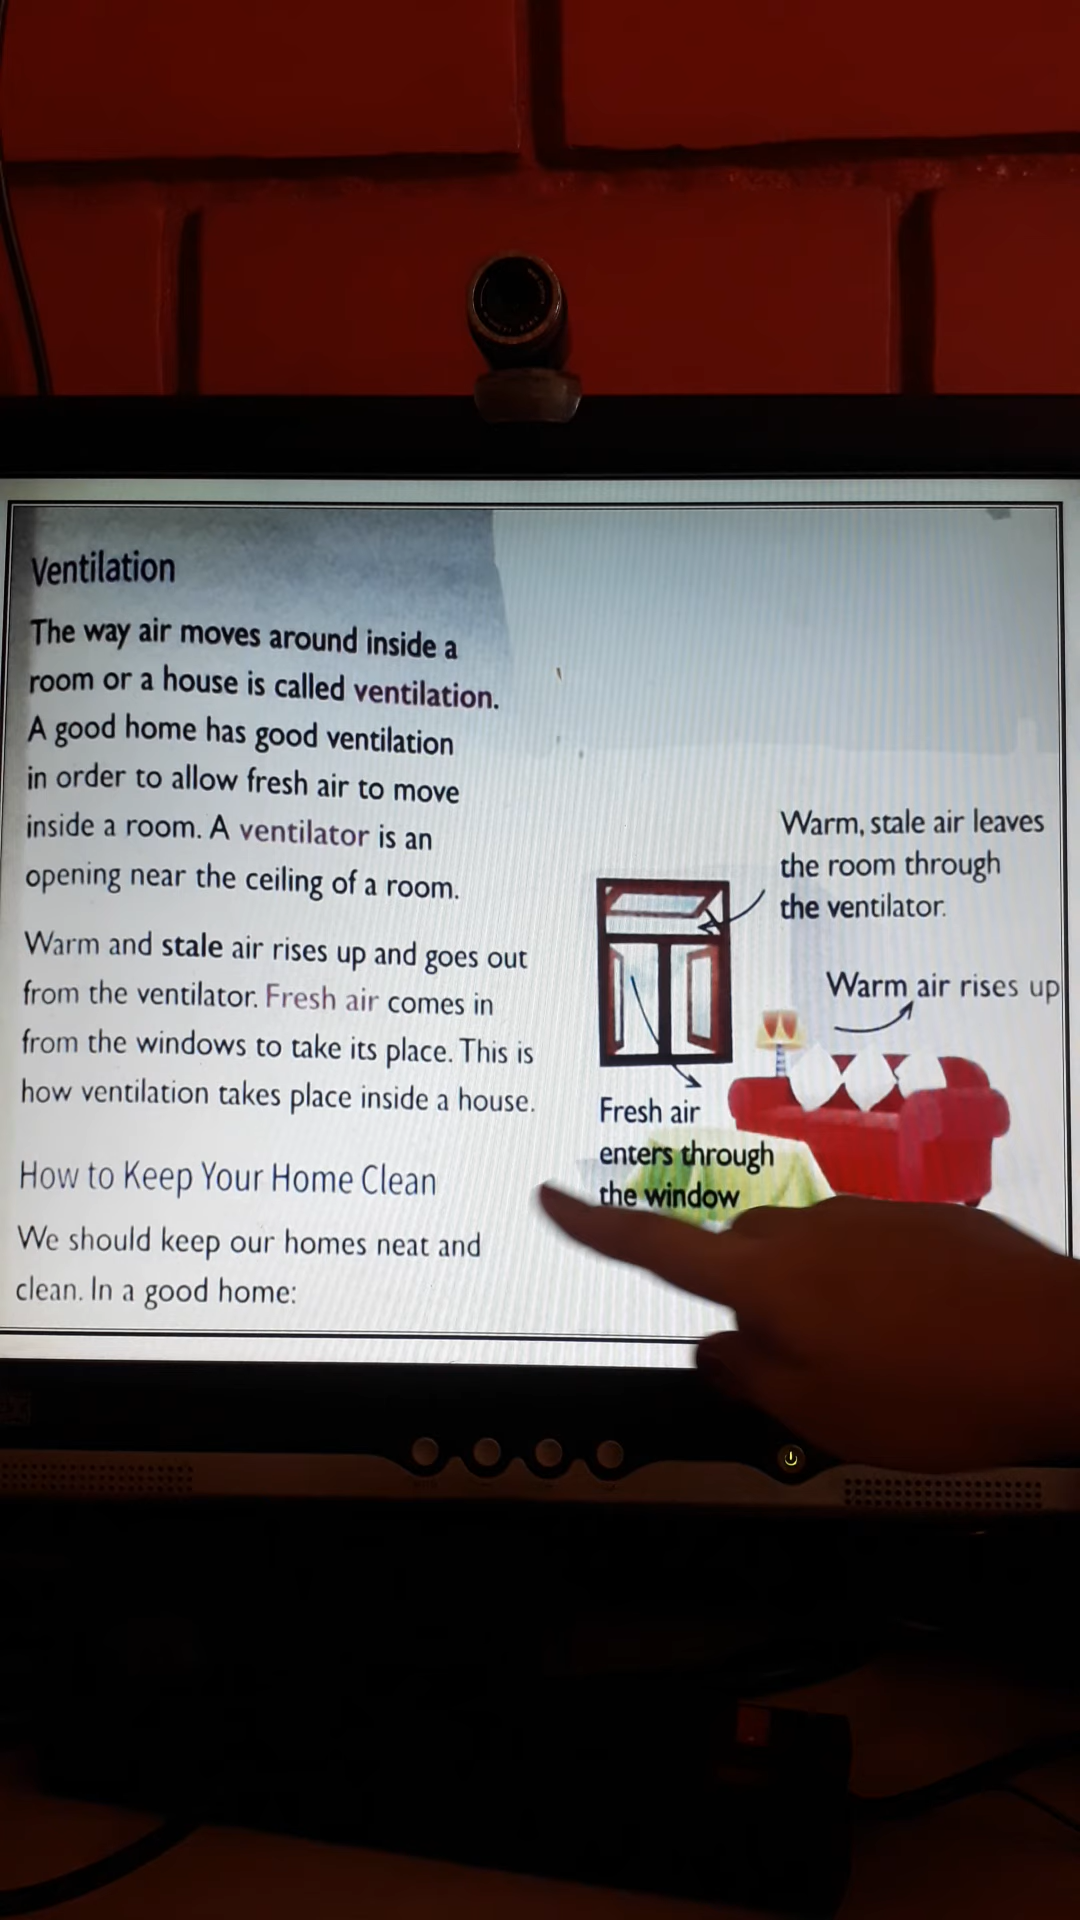 Ventilation
The way air moves around inside a
room or a house is called ventilation.
A good home has good ventilation
in order to allow fresh air to move
inside a room. A ventilator is an
opening near the ceiling of a room.
Warm and stale air rises up and goes out
from the ventilator. Fresh air comes in
from the windows to take its place. This is
how ventilation takes place inside a house.
How to Keep Your Home Clean
We should keep our homes neat and
clean. In a good home:
Warm, stale air leaves
the room through
the ventilator.
Warm air rises up
Fresh air
enters through
the window